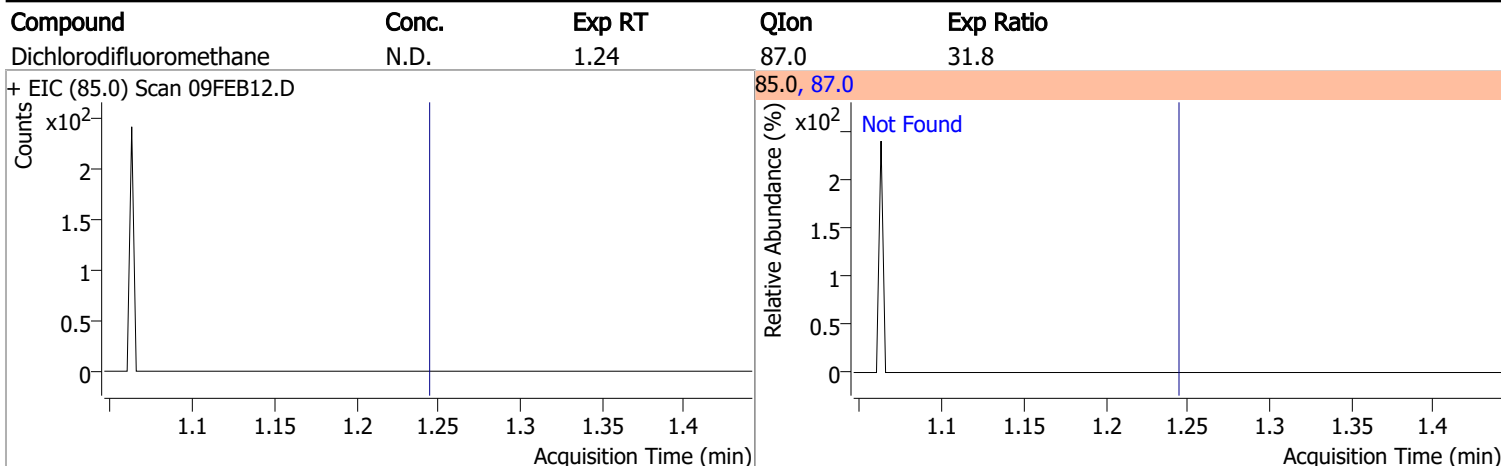 Compound Conc. Exp RT QIon Exp Ratio
Dichlorodifluoromethane N.D. 1.24 87.0 31.8
+ EIC (85.0) Scan 09FEB12.D
Counts
x10²
2
1.5
1
0.5
0
1.1 1.15 1.2 1.25 1.3 1.35 1.4
Acquisition Time (min)
85.0, 87.0
Relative Abundance (%)
x10²
Not Found
2
1.5
1
0.5
0
1.1 1.15 1.2 1.25 1.3 1.35 1.4
Acquisition Time (min)